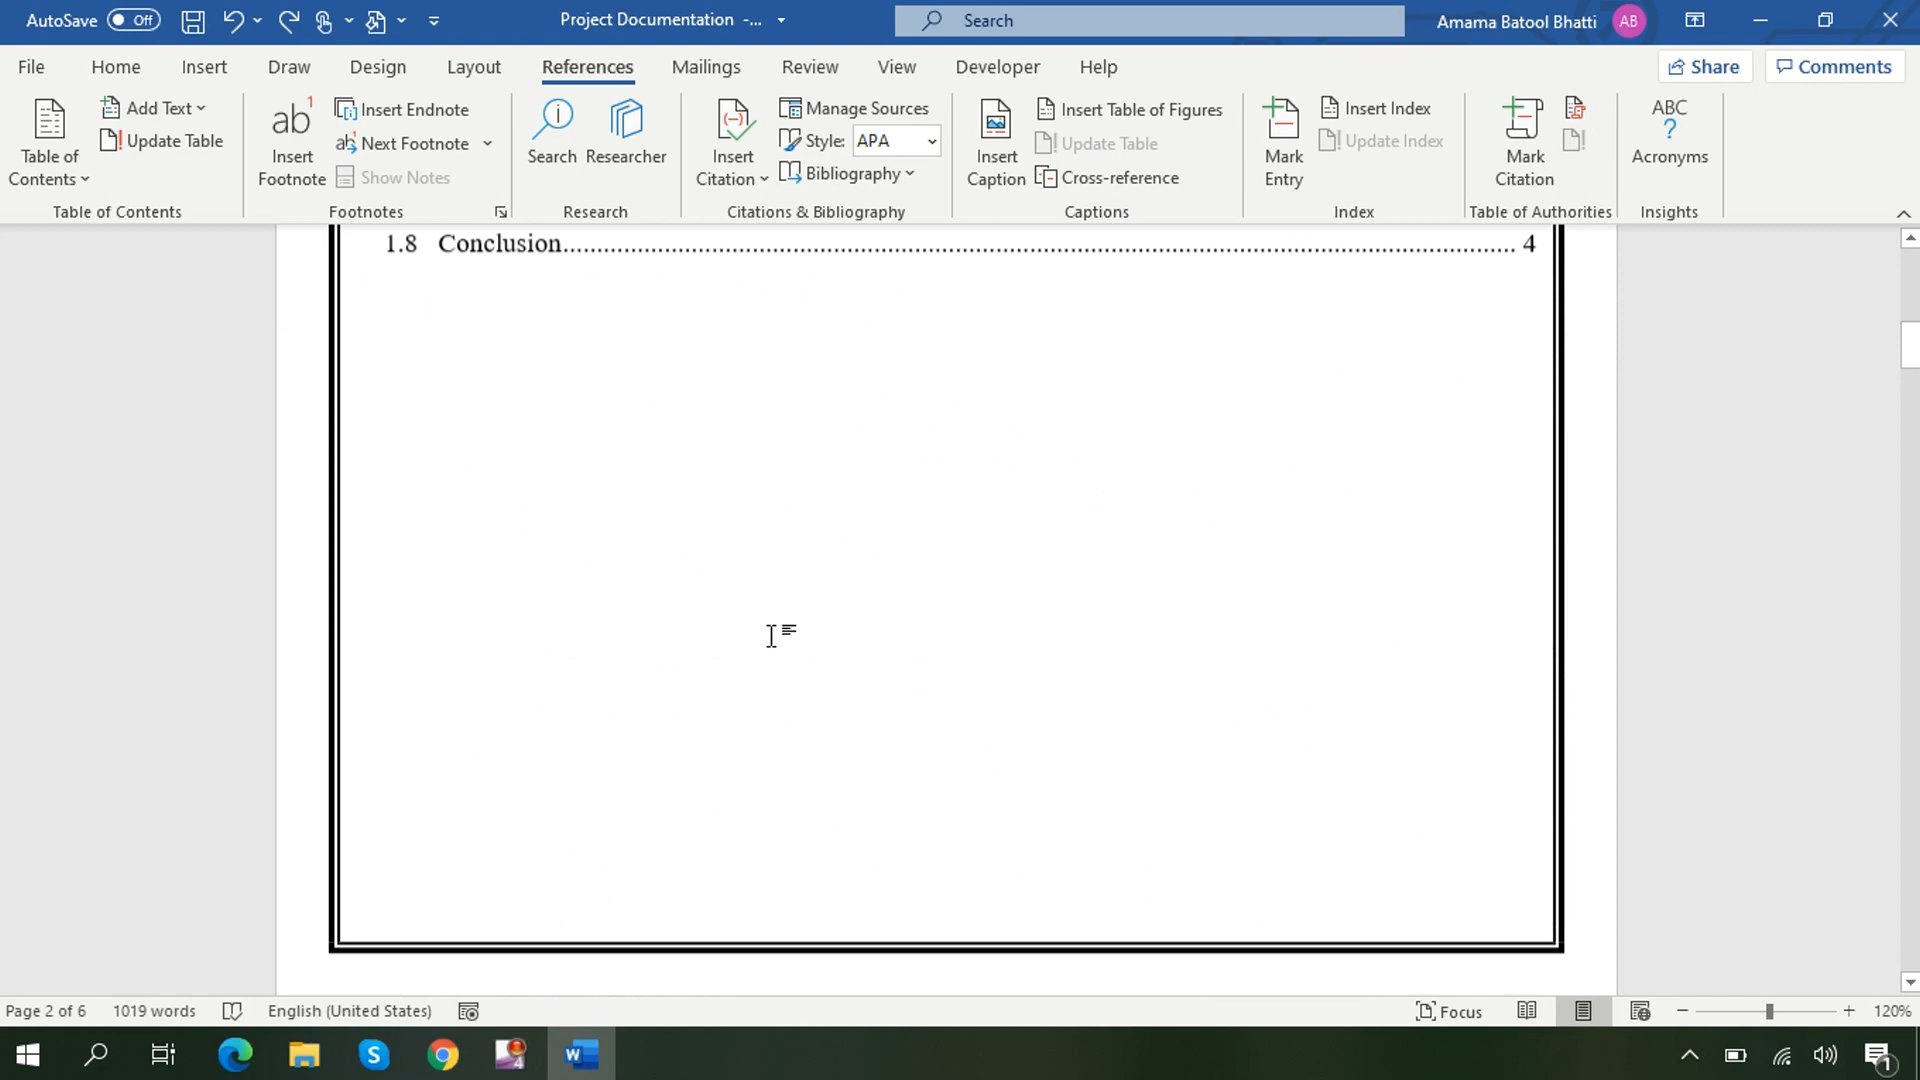 AutoSave Off Project Documentation -... Search Amama Batool Bhatti AB
File Home Insert Draw Design Layout References Mailings Review View Developer Help Share Comments
Table of Contents
Add Text
Update Table
Table of Contents
ab1 Insert Footnote
Insert Endnote
Next Footnote
Show Notes
Footnotes
Search
Researcher
Research
Insert Citation
Manage Sources
Style: APA
Bibliography
Citations & Bibliography
Insert Caption
Insert Table of Figures
Update Table
Cross-reference
Captions
Mark Entry
Insert Index
Update Index
Index
Mark Citation
Table of Authorities
ABC ?
Acronyms
Insights
1.8 Conclusion.......................................................................................................................................... 4
Page 2 of 6 1019 words English (United States) Focus 120%
S 4 W 1